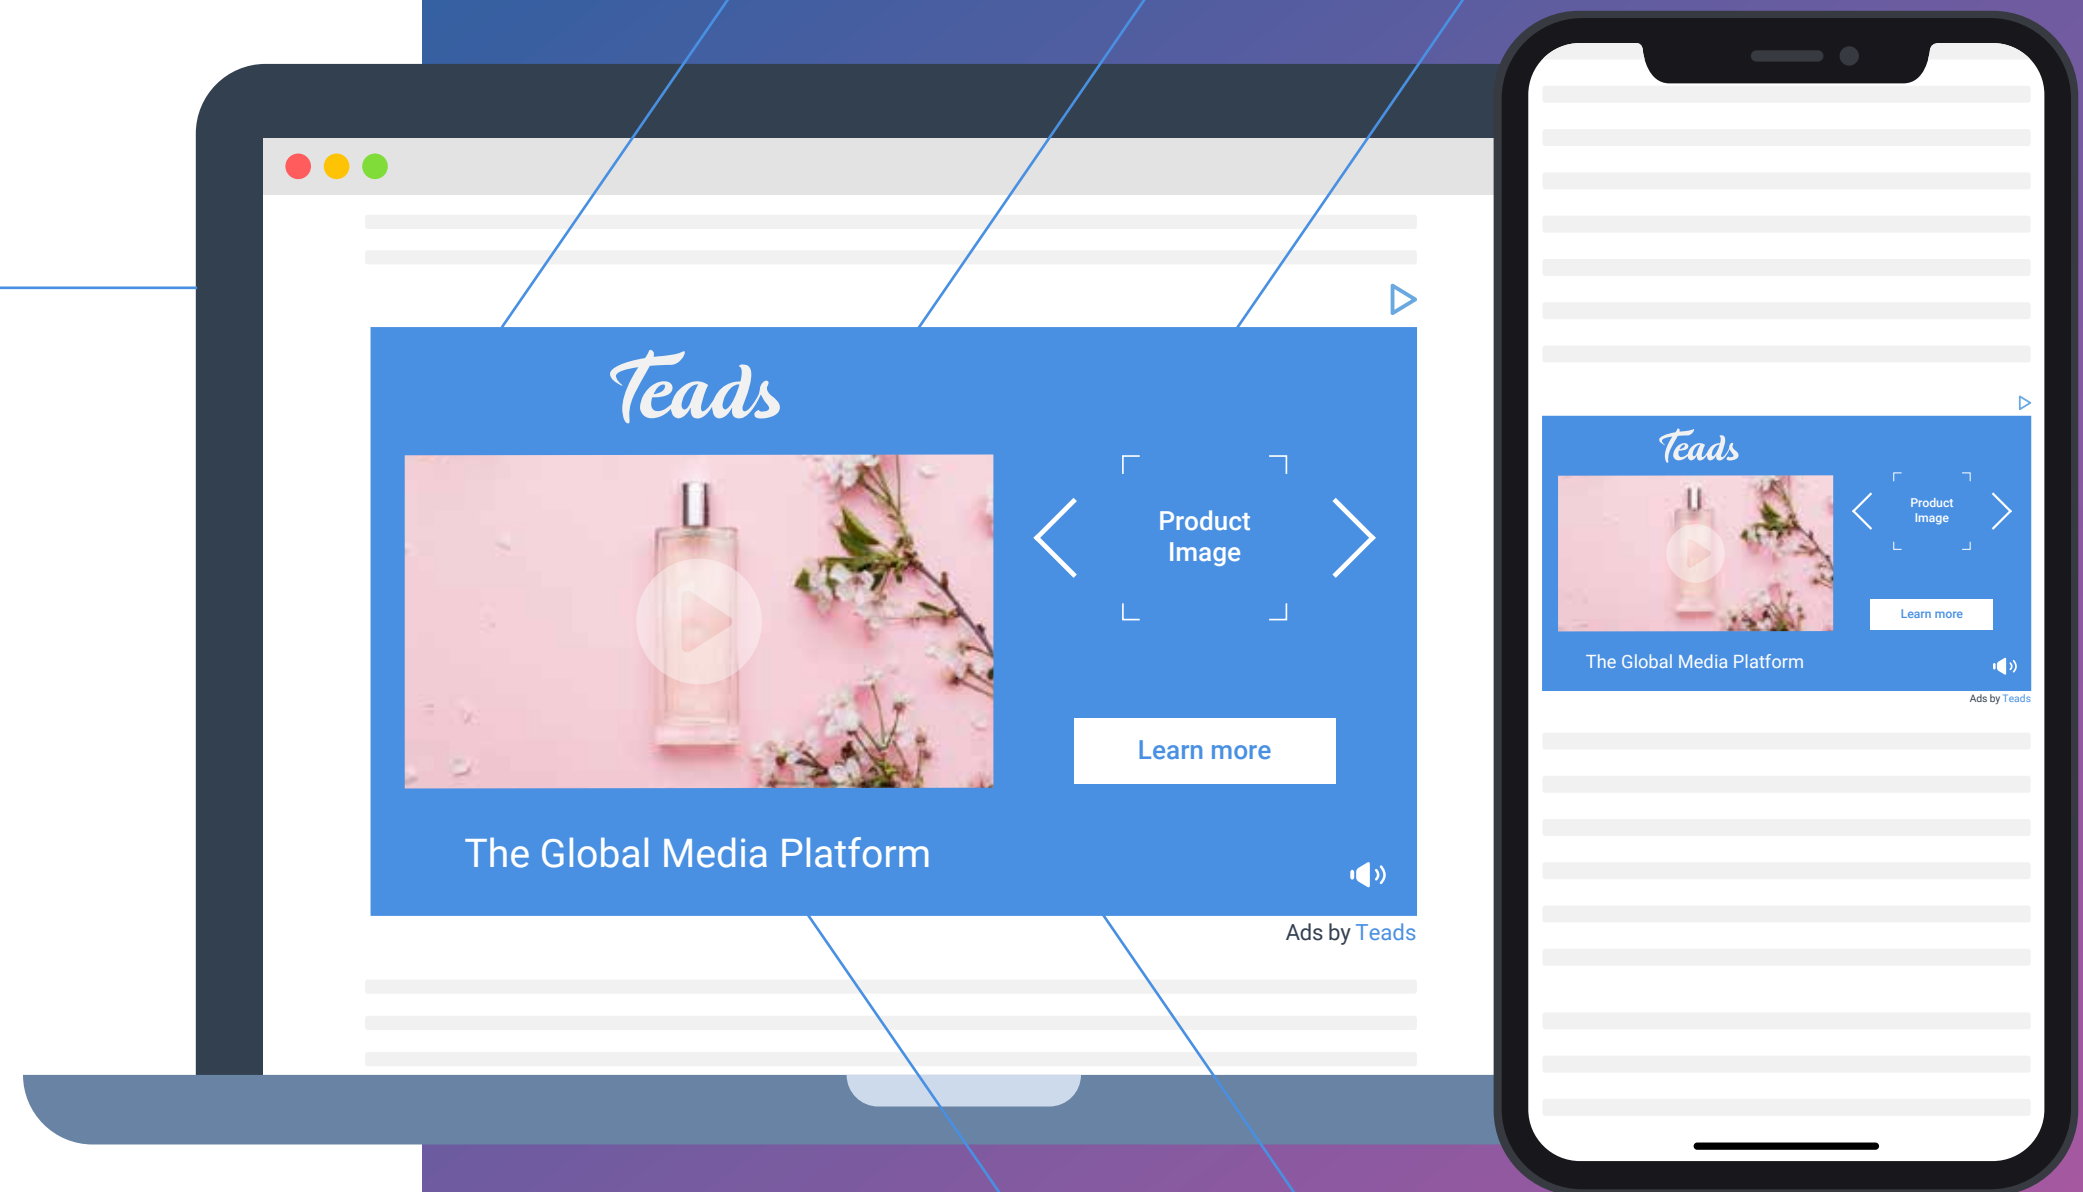 Teads
Product
Image
Learn more
The Global Media Platform
Ads by Teads
Teads
Product
Image
Learn more
The Global Media Platform
Ads by Teads